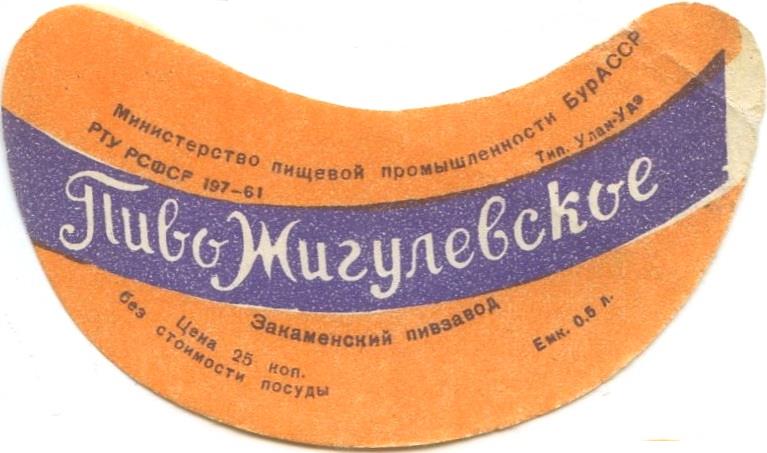 Министерство пищевой промышленности БурАССР
РТУ РСФСР 197-61
Тип. Улан-Удэ
Пиво Жигулевское
Закаменский пивзавод
Цена 25 коп.
без стоимости посуды
Емк. 0.5 л.